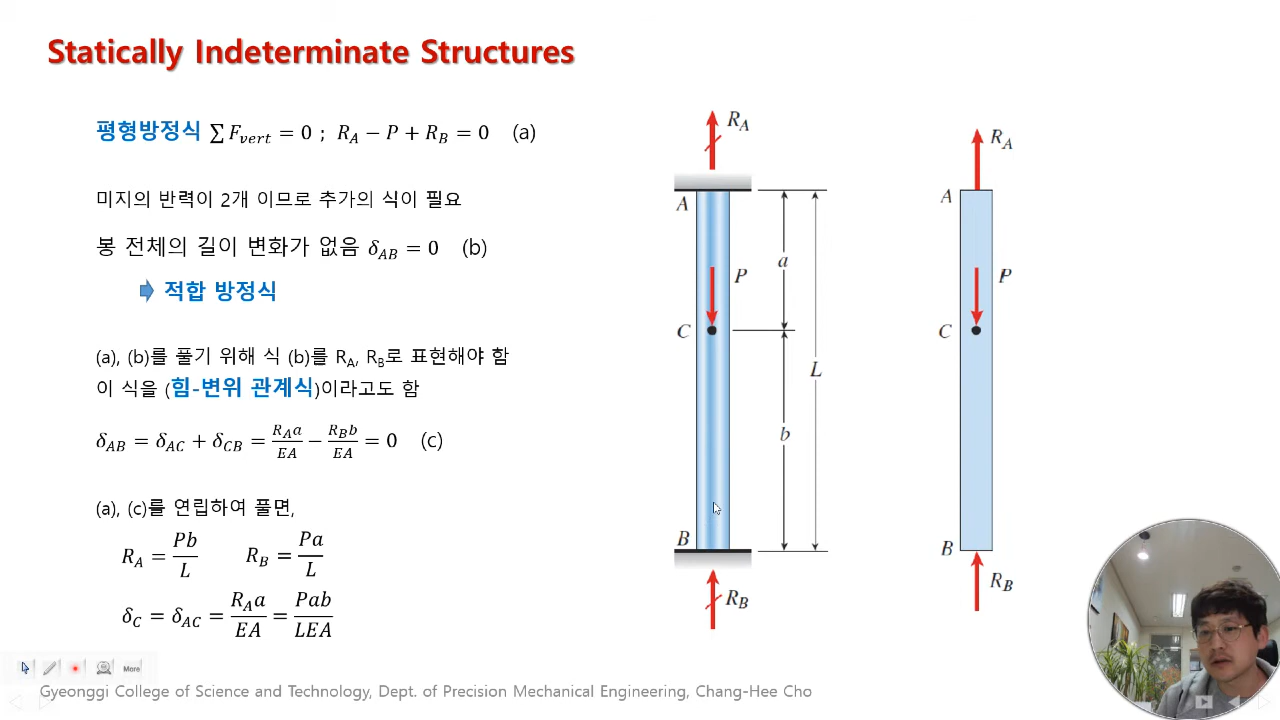 Statically Indeterminate Structures
평형방정식 ∑ F_vert = 0 ; R_A − P + R_B = 0 (a)
미지의 반력이 2개 이므로 추가의 식이 필요
봉 전체의 길이 변화가 없음 δ_AB = 0 (b)
적합 방정식
(a), (b)를 풀기 위해 식 (b)를 R_A, R_B로 표현해야 함
이 식을 (힘-변위 관계식)이라고도 함
δ_AB = δ_AC + δ_CB = R_A a / EA − R_B b / EA = 0 (c)
(a), (c)를 연립하여 풀면,
R_A = Pb / L R_B = Pa / L
δ_C = δ_AC = R_A a / EA = Pab / LEA
R_A
A
a
P
C
L
b
B
R_B
R_A
A
P
C
B
R_B
More
Gyeonggi College of Science and Technology, Dept. of Precision Mechanical Engineering, Chang-Hee Cho